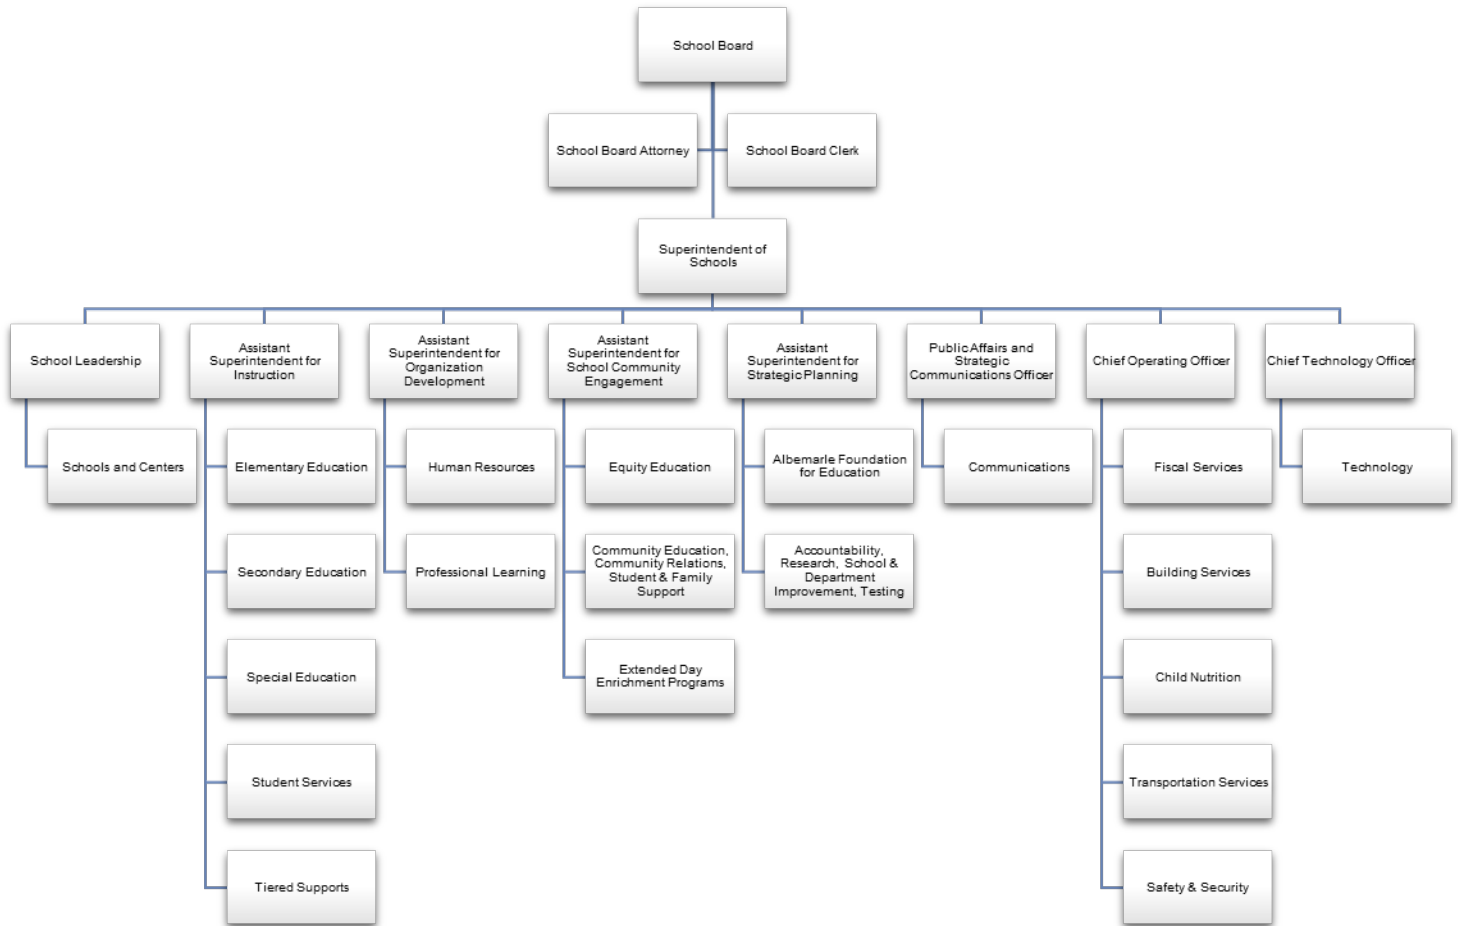 School Board
School Board Attorney
School Board Clerk
Superintendent of
Schools
School Leadership
Assistant
Superintendent for
Instruction
Assistant
Superintendent for
Organization
Development
Assistant
Superintendent for
School Community
Engagement
Assistant
Superintendent for
Strategic Planning
Public Affairs and
Strategic
Communications Officer
Chief Operating Officer
Chief Technology Officer
Schools and Centers
Elementary Education
Human Resources
Equity Education
Albemarle Foundation
for Education
Communications
Fiscal Services
Technology
Secondary Education
Professional Learning
Community Education,
Community Relations,
Student & Family
Support
Accountability,
Research, School &
Department
Improvement, Testing
Building Services
Special Education
Extended Day
Enrichment Programs
Child Nutrition
Student Services
Transportation Services
Tiered Supports
Safety & Security